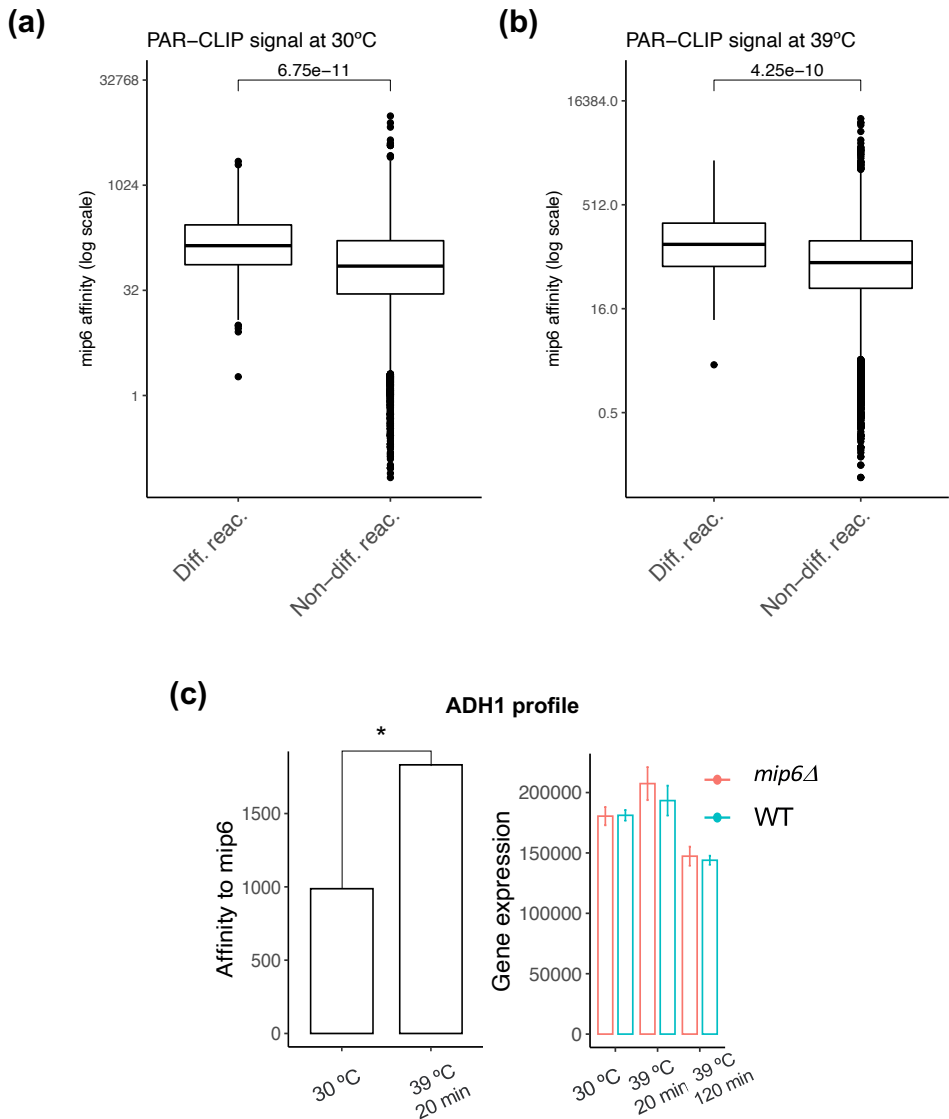 (a)
PAR−CLIP signal at 30ºC
6.75e−11
32768
1024
32
1
mip6 affinity (log scale)
Diff. reac.
Non−diff. reac.
(b)
PAR−CLIP signal at 39ºC
4.25e−10
16384.0
512.0
16.0
0.5
mip6 affinity (log scale)
Diff. reac.
Non−diff. reac.
(c)
ADH1 profile
*
1500
1000
500
0
Affinity to mip6
30 ºC
39 ºC
20 min
200000
150000
100000
50000
0
Gene expression
30 ºC
39 ºC
20 min
39 ºC
120 min
mip6Δ
WT